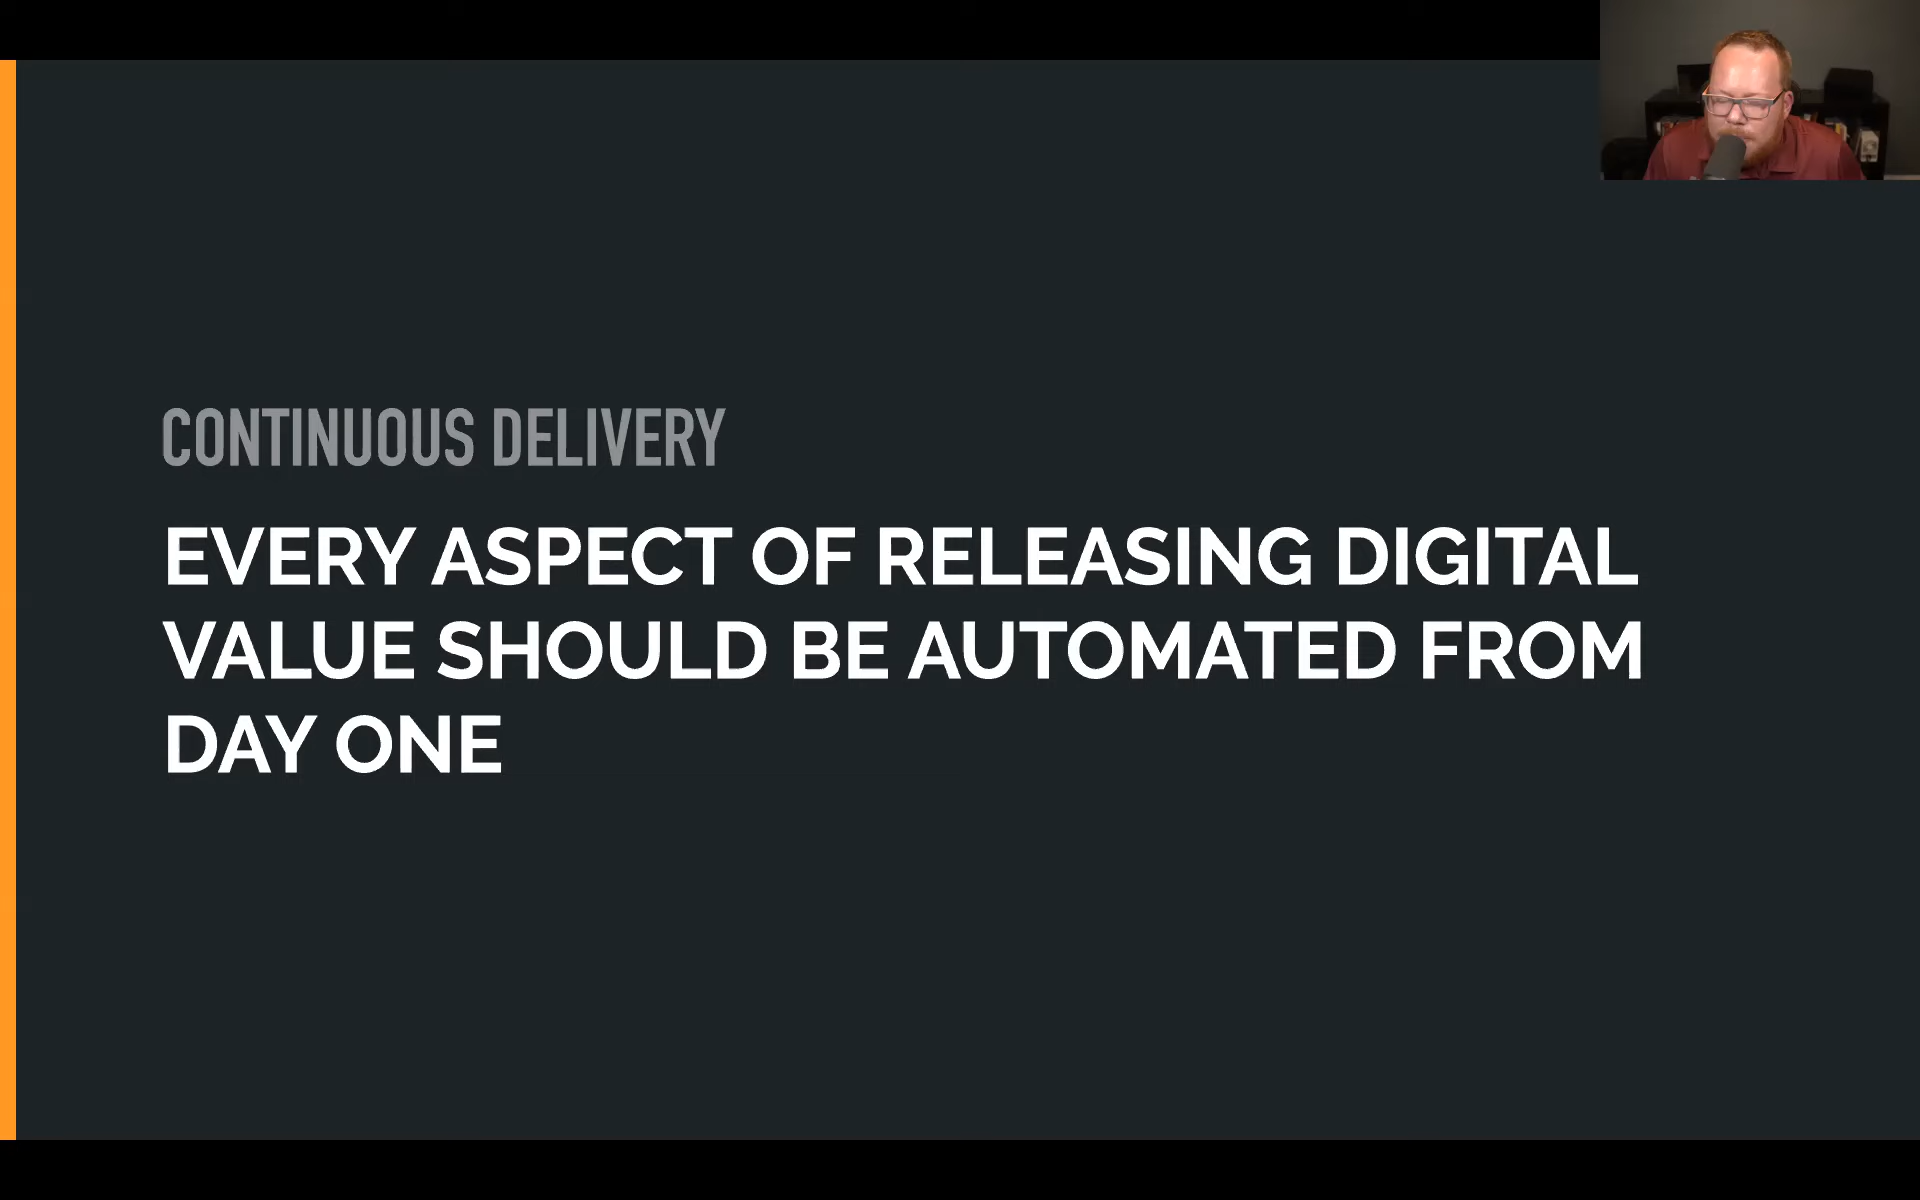 CONTINUOUS DELIVERY
EVERY ASPECT OF RELEASING DIGITAL
VALUE SHOULD BE AUTOMATED FROM
DAY ONE